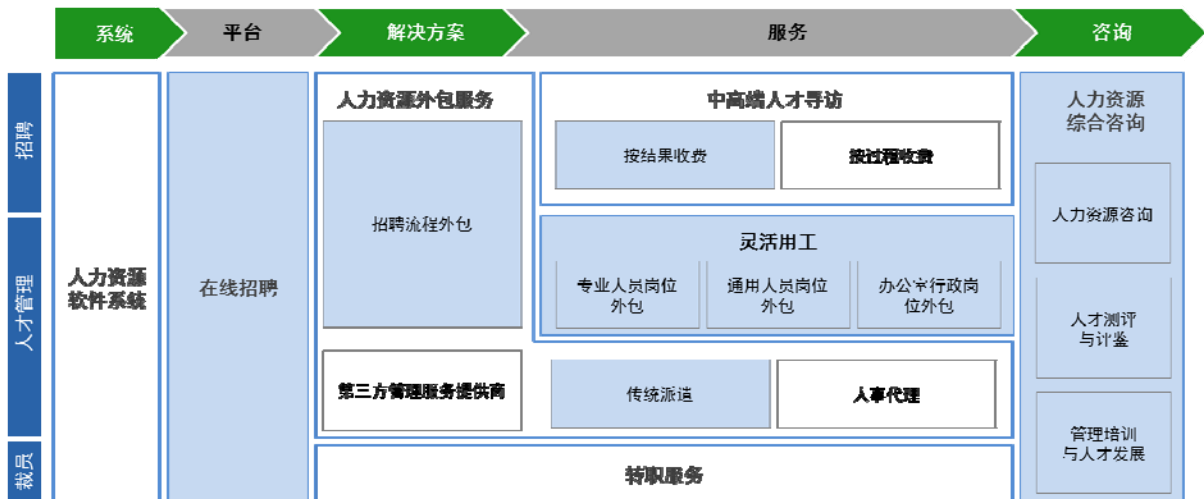 系统
平台
解决方案
服务
咨询
招聘
人才管理
裁员
人力资源
软件系统
在线招聘
人力资源外包服务
招聘流程外包
第三方管理服务提供商
中高端人才寻访
按结果收费
按过程收费
灵活用工
专业人员岗位
外包
通用人员岗位
外包
办公室行政岗
位外包
传统派遣
人事代理
转职服务
人力资源
综合咨询
人力资源咨询
人才测评
与评鉴
管理培训
与人才发展